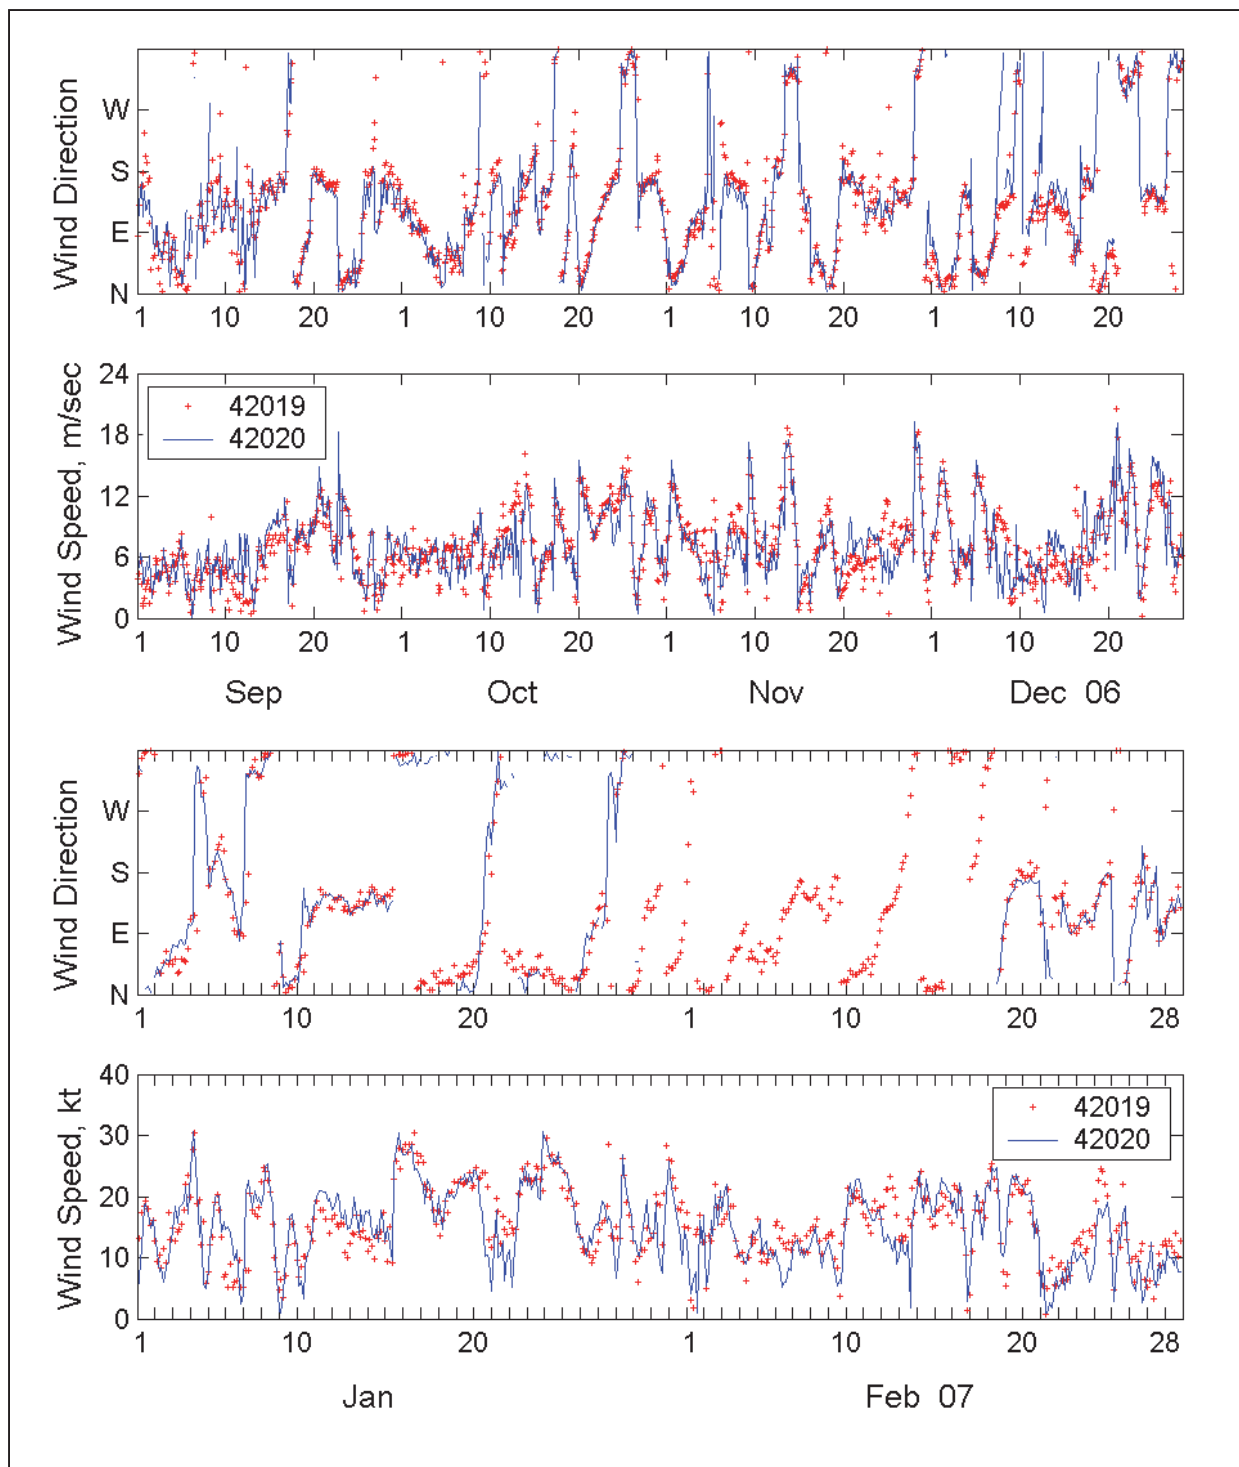 Wind Direction
W
S
E
N
1 10 20 1 10 20 1 10 20 1 10 20
Wind Speed, m/sec
24
18
12
6
0
42019
42020
1 10 20 1 10 20 1 10 20 1 10 20
Sep Oct Nov Dec 06
Wind Direction
W
S
E
N
1 10 20 1 10 20 28
Wind Speed, kt
40
30
20
10
0
42019
42020
1 10 20 1 10 20 28
Jan Feb 07